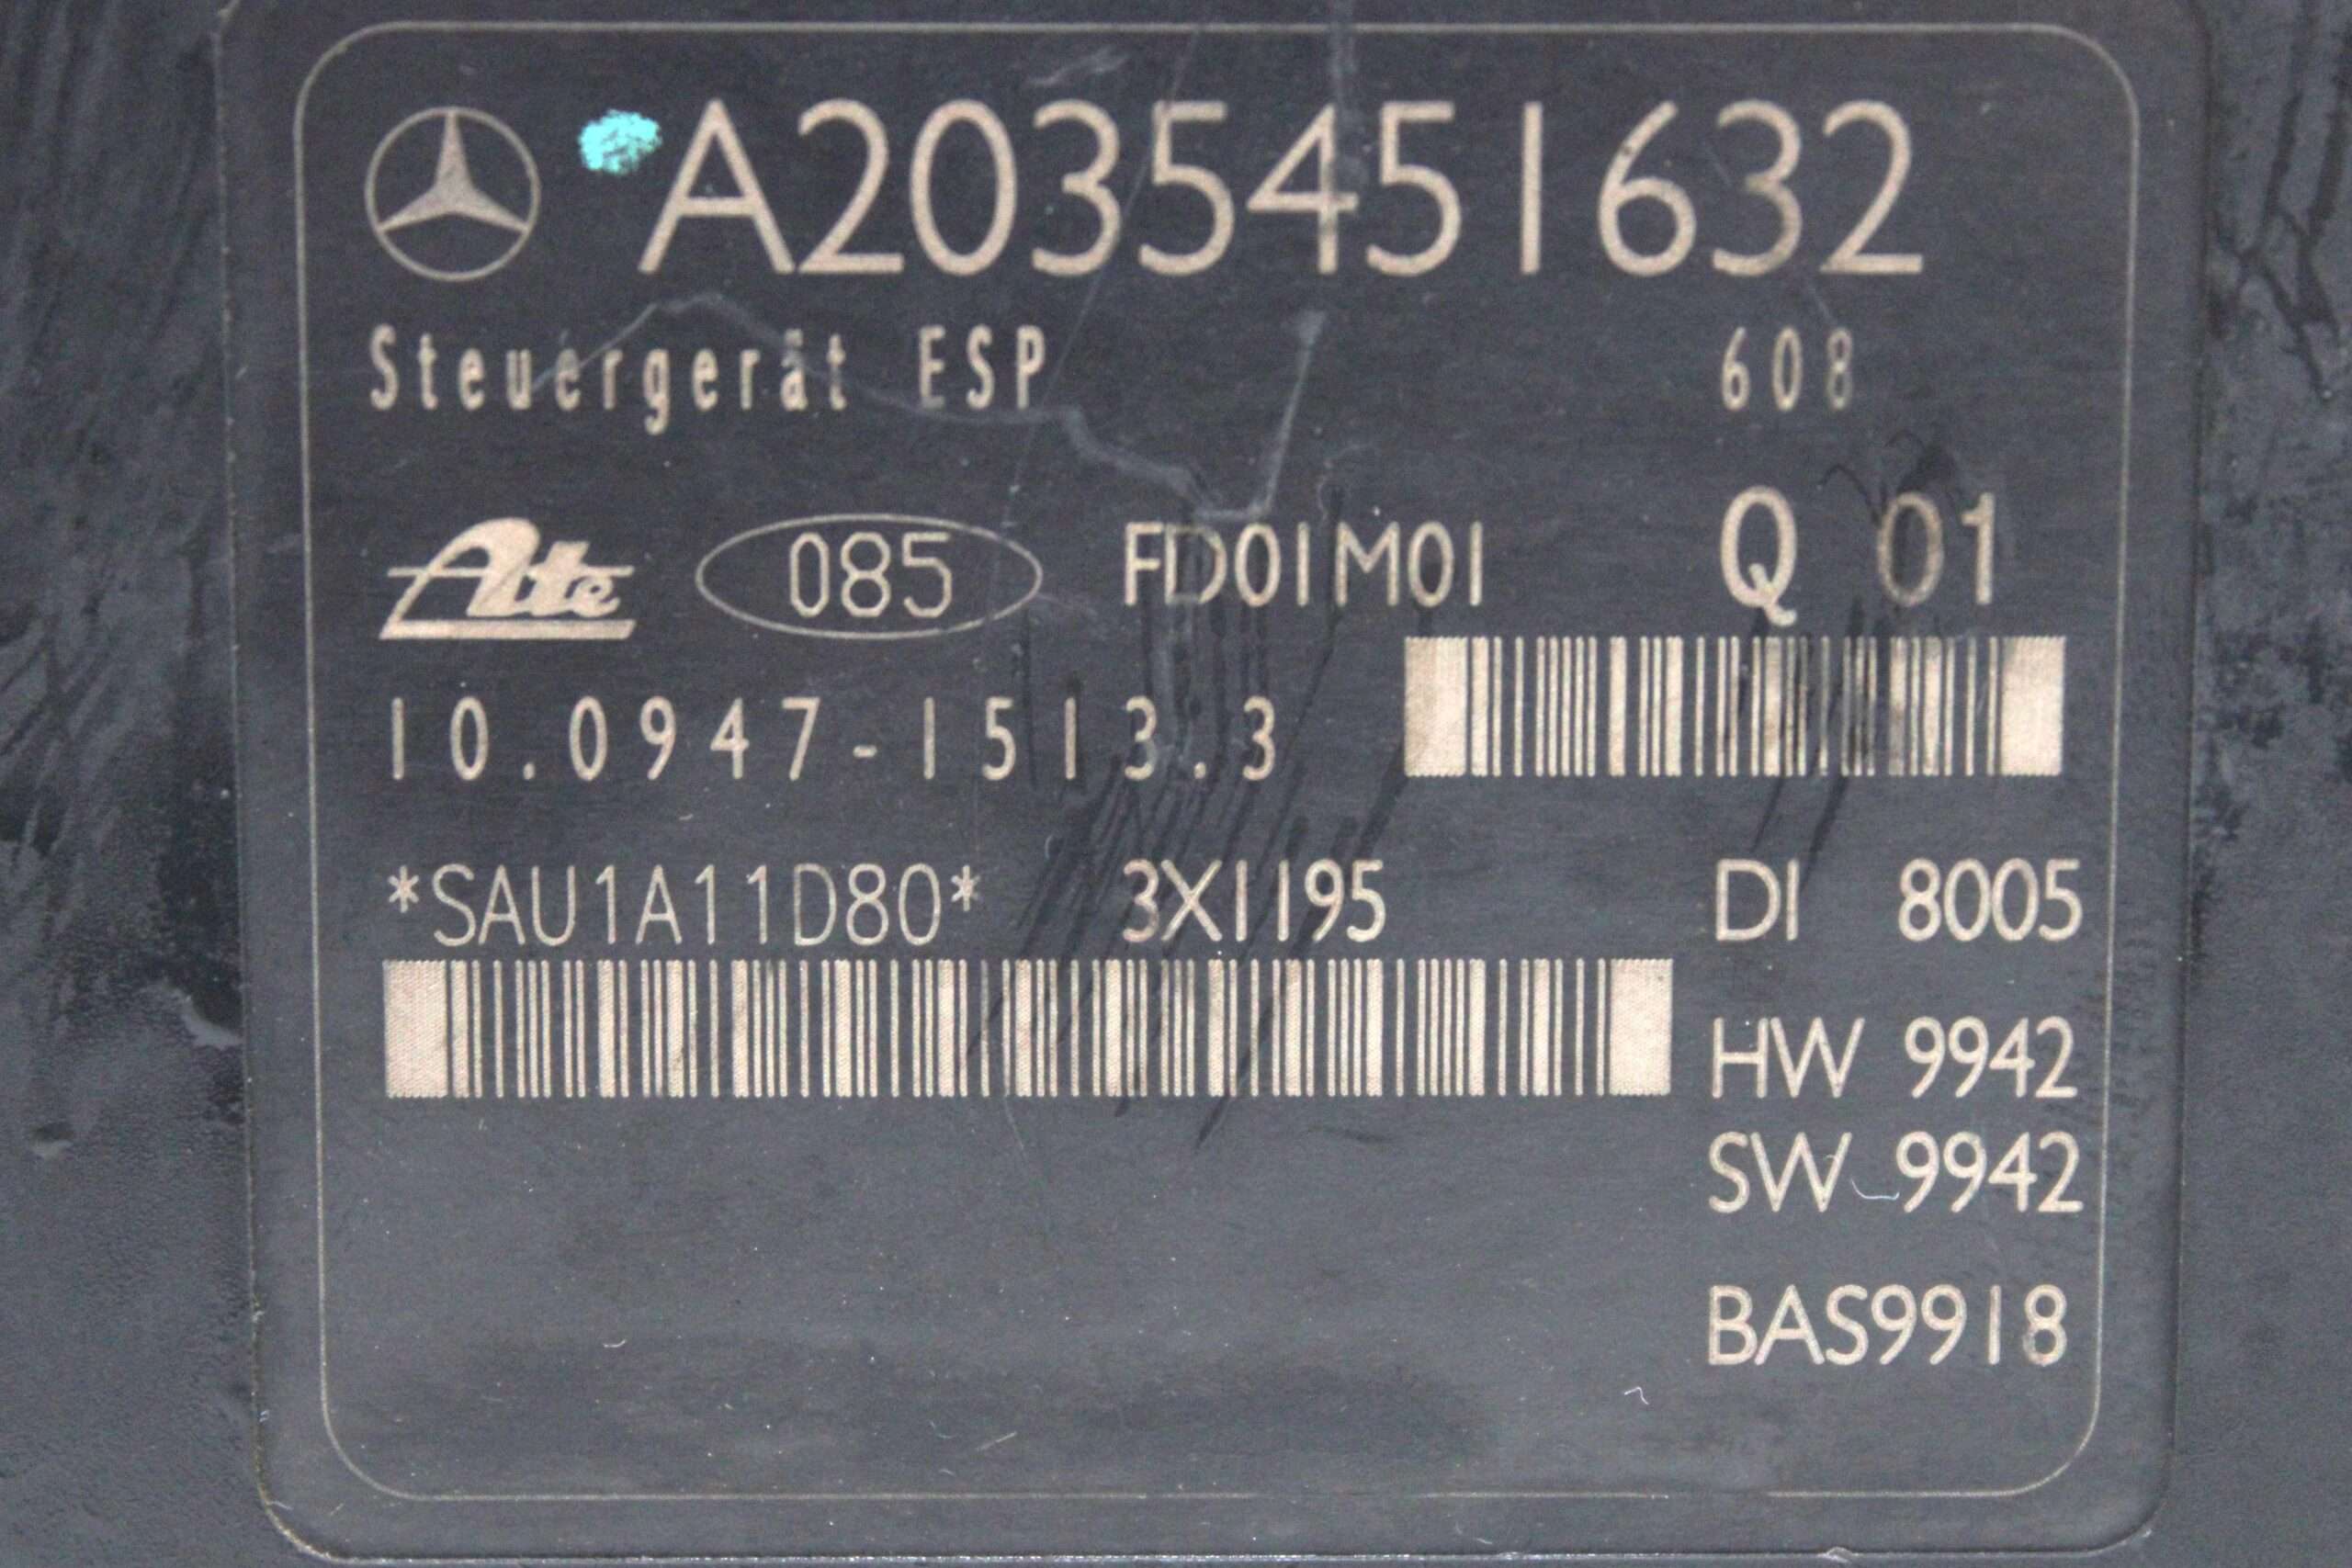 A2035451632
Steuergerät ESP 608
Ate 085 FD01M01 Q 01
10.0947-1513.3
*SAU1A11D80* 3X1195 DI 8005
HW 9942
SW 9942
BAS9918